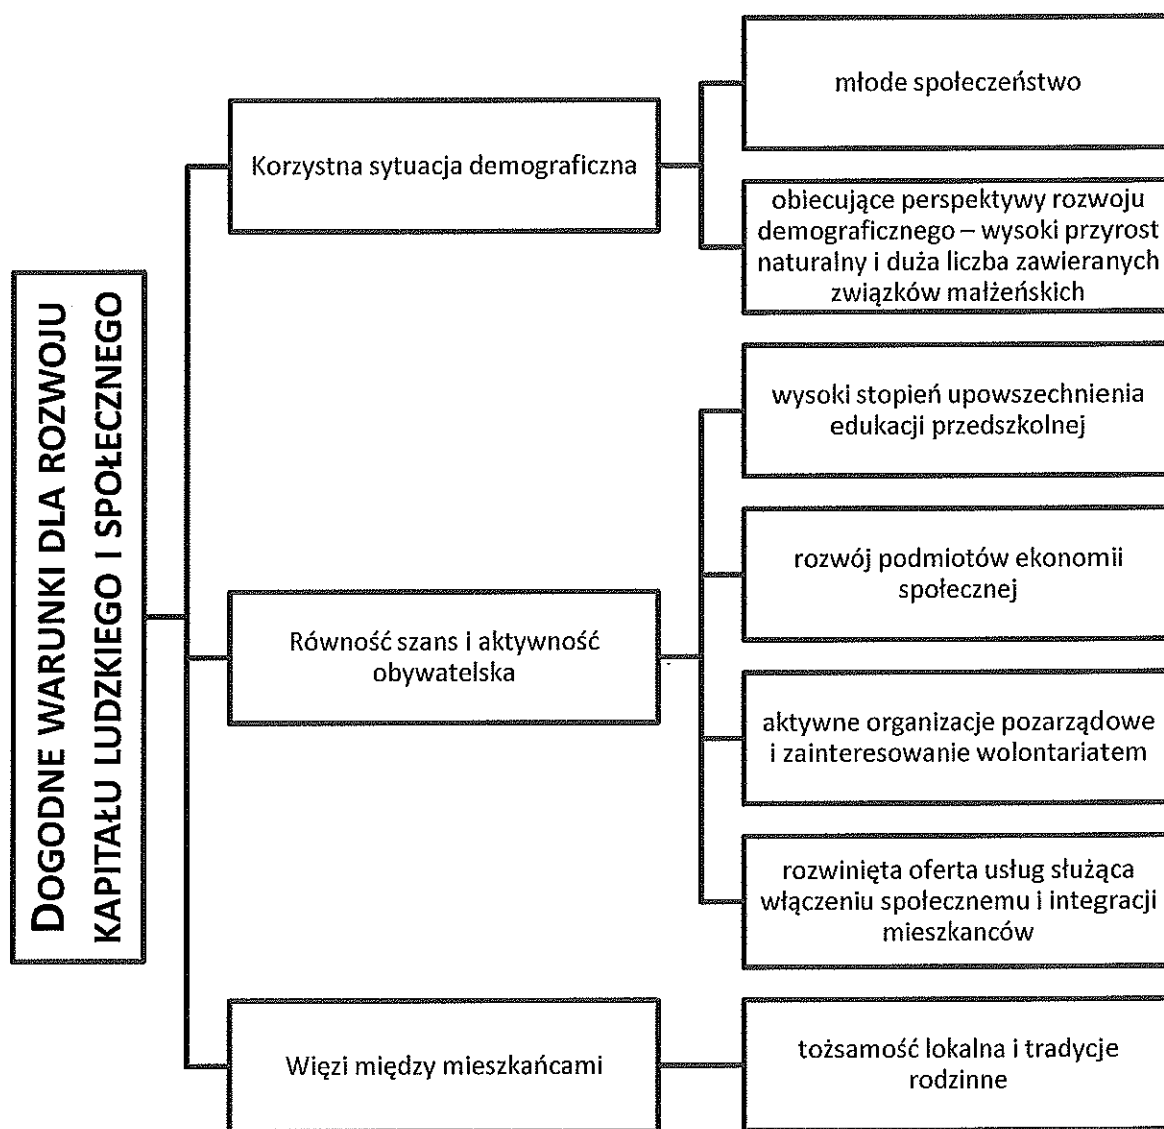 DOGODNE WARUNKI DLA ROZWOJU
KAPITAŁU LUDZKIEGO I SPOŁECZNEGO
Korzystna sytuacja demograficzna
młode społeczeństwo
obiecujące perspektywy rozwoju
demograficznego – wysoki przyrost
naturalny i duża liczba zawieranych
związków małżeńskich
Równość szans i aktywność
obywatelska
wysoki stopień upowszechnienia
edukacji przedszkolnej
rozwój podmiotów ekonomii
społecznej
aktywne organizacje pozarządowe
i zainteresowanie wolontariatem
rozwinięta oferta usług służąca
włączeniu społecznemu i integracji
mieszkanców
Więzi między mieszkańcami
tożsamość lokalna i tradycje
rodzinne